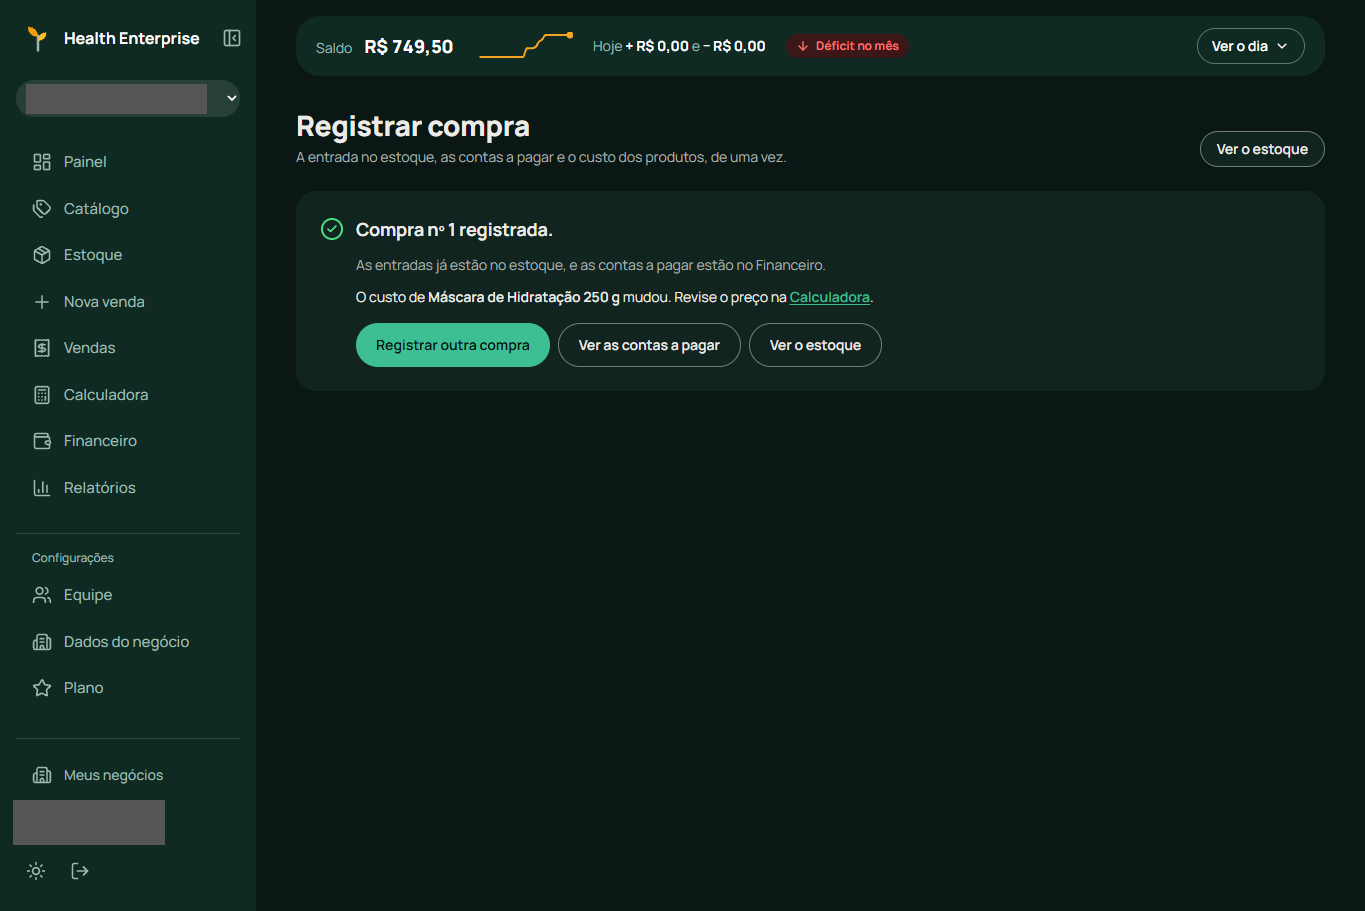 Health Enterprise
Painel
Catálogo
Estoque
Nova venda
Vendas
Calculadora
Financeiro
Relatórios
Configurações
Equipe
Dados do negócio
Plano
Meus negócios
Saldo R$ 749,50 Hoje + R$ 0,00 e − R$ 0,00 Déficit no mês Ver o dia
Registrar compra
A entrada no estoque, as contas a pagar e o custo dos produtos, de uma vez.
Ver o estoque
Compra nº 1 registrada.
As entradas já estão no estoque, e as contas a pagar estão no Financeiro.
O custo de Máscara de Hidratação 250 g mudou. Revise o preço na Calculadora.
Registrar outra compra Ver as contas a pagar Ver o estoque